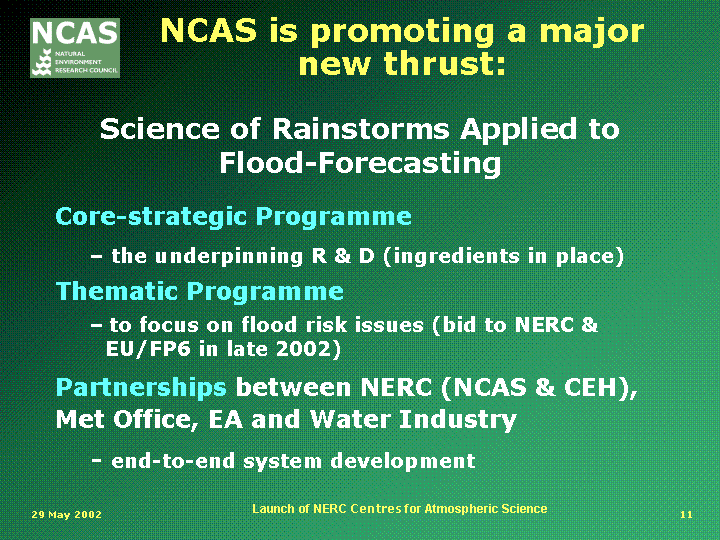 NCAS
NATURAL
ENVIRONMENT
RESEARCH COUNCIL
NCAS is promoting a major
new thrust:
Science of Rainstorms Applied to
Flood-Forecasting
Core-strategic Programme
– the underpinning R & D (ingredients in place)
Thematic Programme
– to focus on flood risk issues (bid to NERC &
EU/FP6 in late 2002)
Partnerships between NERC (NCAS & CEH),
Met Office, EA and Water Industry
– end-to-end system development
29 May 2002
Launch of NERC Centres for Atmospheric Science
11